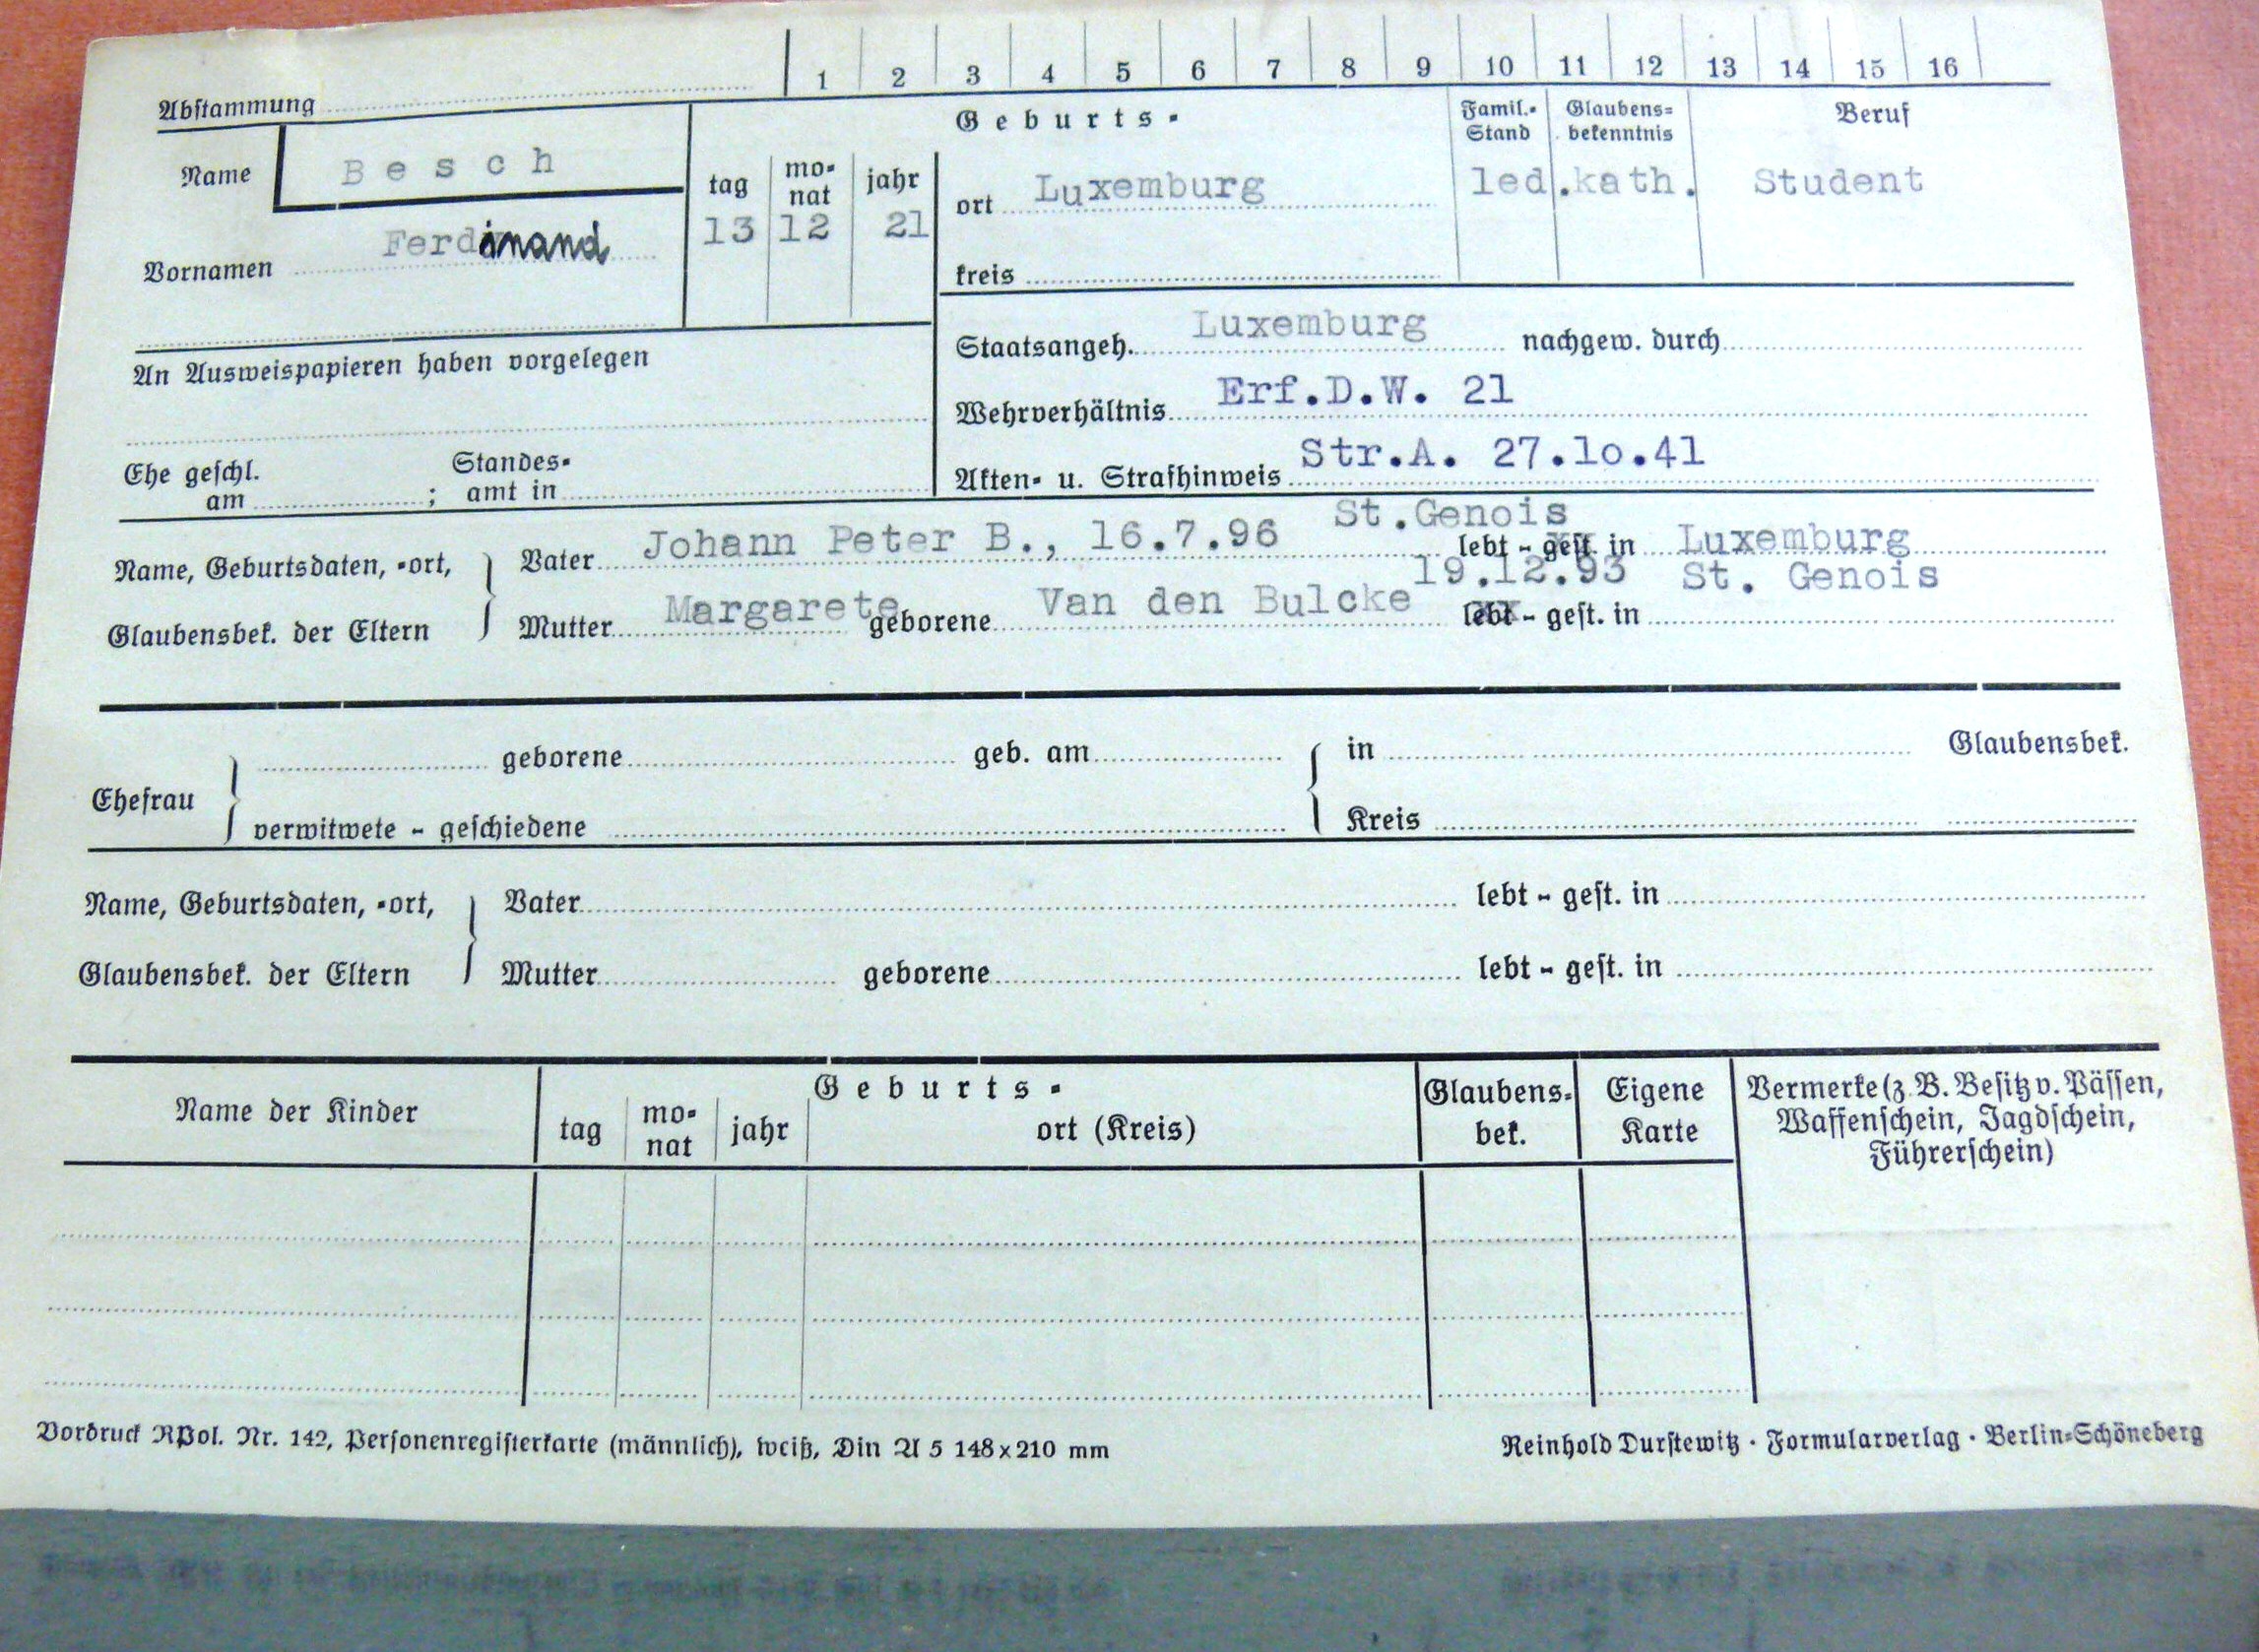 1 2 3 4 5 6 7 8 9 10 11 12 13 14 15 16
Abstammung
Name Besch
Vornamen Ferdinand
Geburts-
tag monat jahr
mo-
nat
13 12 21
ort Luxemburg
kreis
Famil.-
Stand
led.
Glaubens-
bekenntnis
kath.
Beruf
Student
An Ausweispapieren haben vorgelegen
Staatsangeh. Luxemburg nachgew. durch
Wehrverhältnis Erf.D.W. 21
Akten- u. Strafhinweis Str.A. 27.lo.41
Ehe geschl.
am ; Standes-
amt in
Name, Geburtsdaten, -ort,
Glaubensbek. der Eltern
St.Genois
Vater Johann Peter B., 16.7.96 lebt - gest. in Luxemburg
19.12.93 St. Genois
Mutter Margarete geborene Van den Bulcke lebt - gest. in
Ehefrau
geborene geb. am in Glaubensbek.
verwitwete - geschiedene Kreis
Name, Geburtsdaten, -ort,
Glaubensbek. der Eltern
Vater lebt - gest. in
Mutter geborene lebt - gest. in
Name der Kinder
Geburts-
tag mo-
nat jahr ort (Kreis)
Glaubens-
bek.
Eigene
Karte
Vermerke (z. B. Besitz v. Pässen,
Waffenschein, Jagdschein,
Führerschein)
Vordruck RPol. Nr. 142, Personenregisterkarte (männlich), weiß, Din A 5 148x210 mm
Reinhold Durstewitz · Formularverlag · Berlin-Schöneberg